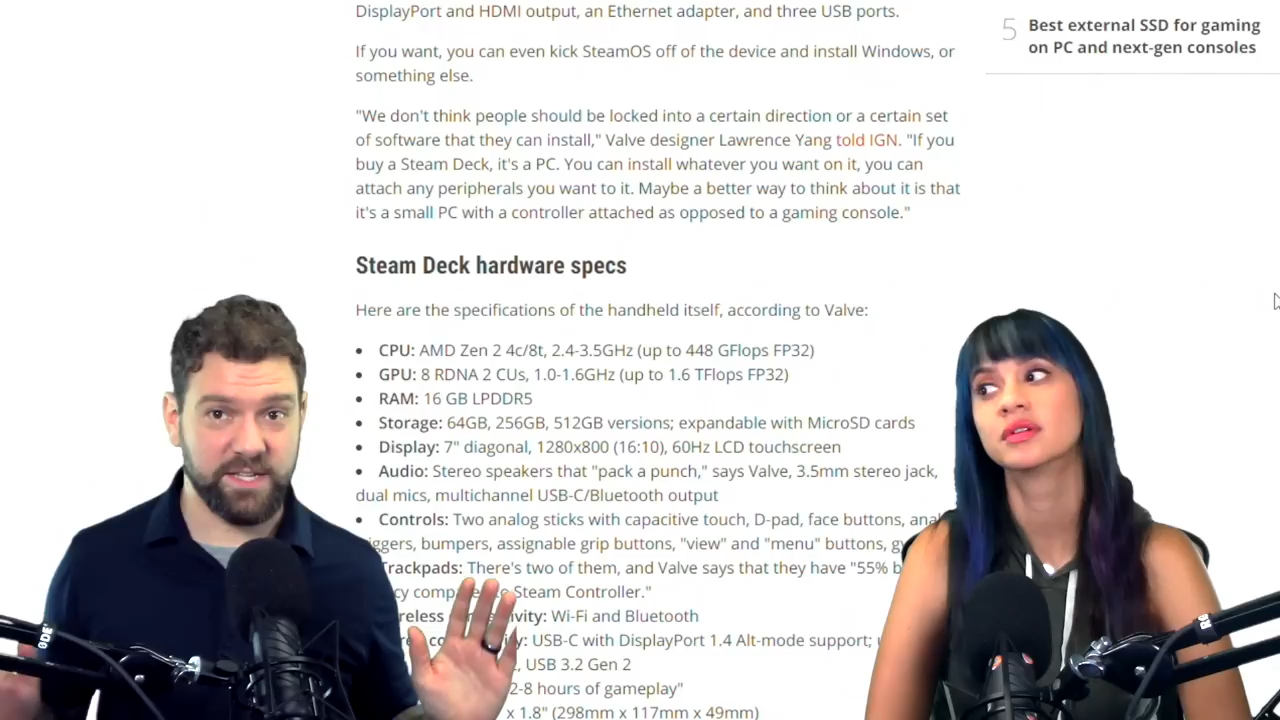 DisplayPort and HDMI output, an Ethernet adapter, and three USB ports.
If you want, you can even kick SteamOS off of the device and install Windows, or
something else.
"We don't think people should be locked into a certain direction or a certain set
of software that they can install," Valve designer Lawrence Yang told IGN. "If you
buy a Steam Deck, it's a PC. You can install whatever you want on it, you can
attach any peripherals you want to it. Maybe a better way to think about it is that
it's a small PC with a controller attached as opposed to a gaming console."
Steam Deck hardware specs
Here are the specifications of the handheld itself, according to Valve:
• CPU: AMD Zen 2 4c/8t, 2.4-3.5GHz (up to 448 GFlops FP32)
• GPU: 8 RDNA 2 CUs, 1.0-1.6GHz (up to 1.6 TFlops FP32)
• RAM: 16 GB LPDDR5
• Storage: 64GB, 256GB, 512GB versions; expandable with MicroSD cards
• Display: 7" diagonal, 1280x800 (16:10), 60Hz LCD touchscreen
• Audio: Stereo speakers that "pack a punch," says Valve, 3.5mm stereo jack,
dual mics, multichannel USB-C/Bluetooth output
• Controls: Two analog sticks with capacitive touch, D-pad, face buttons,
bumpers, assignable grip buttons, "view" and "menu" buttons,
Trackpads: There's two of them, and Valve says that they have "55%
Steam Controller."
Wi-Fi and Bluetooth
USB-C with DisplayPort 1.4 Alt-mode support;
USB 3.2 Gen 2
2-8 hours of gameplay"
x 1.8" (298mm x 117mm x 49mm)
5
Best external SSD for gaming
on PC and next-gen consoles